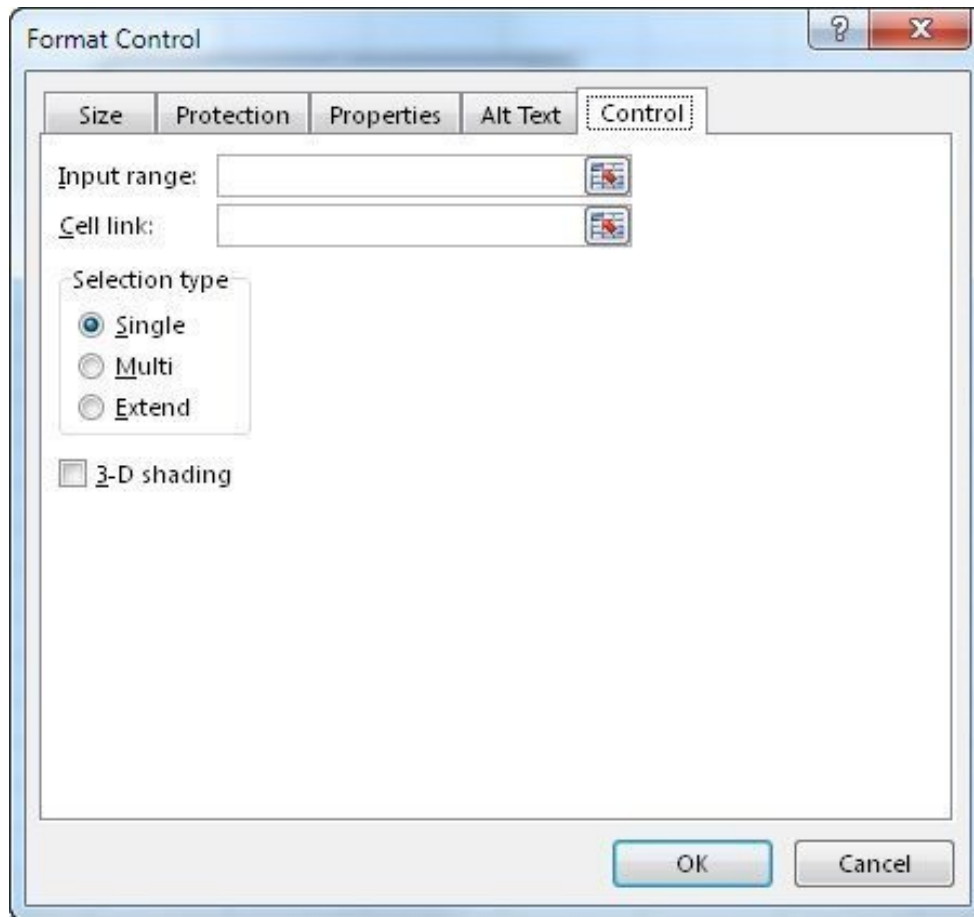 Format Control
?
Size Protection Properties Alt Text Control
Input range:
Cell link:
Selection type
Single
Multi
Extend
3-D shading
OK Cancel